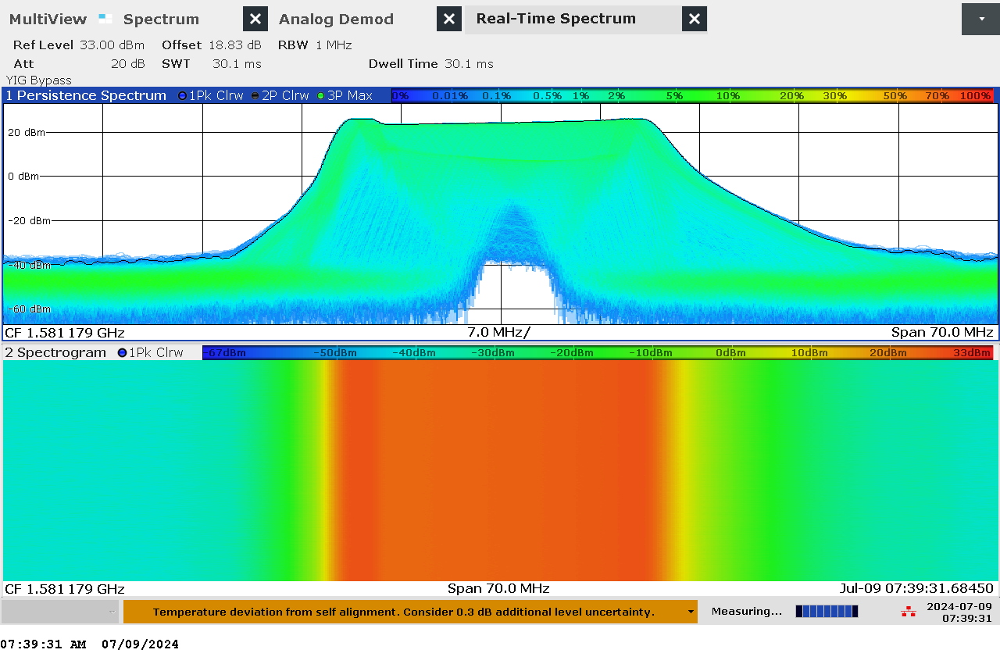 MultiView Spectrum Analog Demod Real-Time Spectrum
Ref Level 33.00 dBm Offset 18.83 dB RBW 1 MHz
Att 20 dB SWT 30.1 ms Dwell Time 30.1 ms
YIG Bypass
1 Persistence Spectrum 1Pk Clrw 2P Clrw 3P Max 0% 0.01% 0.1% 0.5% 1% 2% 5% 10% 20% 30% 50% 70% 100%
20 dBm
0 dBm
-20 dBm
-40 dBm
-60 dBm
CF 1.581179 GHz 7.0 MHz/ Span 70.0 MHz
2 Spectrogram 1Pk Clrw -67dBm -50dBm -40dBm -30dBm -20dBm -10dBm 0dBm 10dBm 20dBm 33dBm
CF 1.581179 GHz Span 70.0 MHz Jul-09 07:39:31.68450
Temperature deviation from self alignment. Consider 0.3 dB additional level uncertainty. Measuring... 2024-07-09
07:39:31
07:39:31 AM 07/09/2024